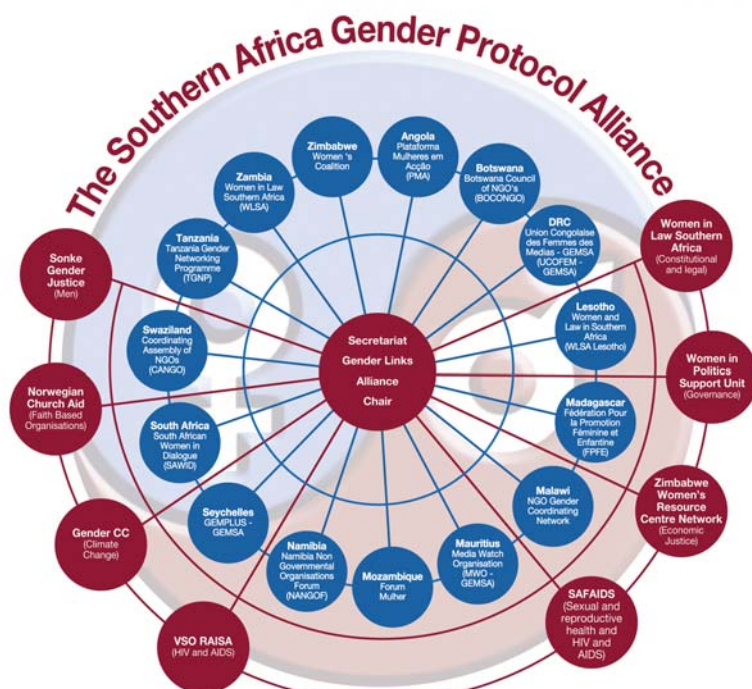 The Southern Africa Gender Protocol Alliance
Angola
Plataforma
Mulheres em
Acção
(PMA)
Botswana
Botswana Council
of NGO's
(BOCONGO)
DRC
Union Congolaise
des Femmes des
Medias - GEMSA
(UCOFEM -
GEMSA)
Lesotho
Women and
Law in Southern
Africa
(WLSA Lesotho)
Madagascar
Fédération Pour
la Promotion
Féminine et
Enfantine
(FPFE)
Malawi
NGO Gender
Coordinating
Network
Mauritius
Media Watch
Organisation
(MWO -
GEMSA)
Mozambique
Forum
Mulher
Namibia
Namibia Non
Governmental
Organisations
Forum
(NANGOF)
Seychelles
GEMPLUS -
GEMSA
South Africa
South African
Women in
Dialogue
(SAWID)
Swaziland
Coordinating
Assembly of
NGOs
(CANGO)
Tanzania
Tanzania Gender
Networking
Programme
(TGNP)
Zambia
Women in Law
Southern Africa
(WLSA)
Zimbabwe
Women 's
Coalition
Secretariat
Gender Links
Alliance
Chair
Women in
Law Southern
Africa
(Constitutional
and legal)
Women in
Politics
Support Unit
(Governance)
Zimbabwe
Women's
Resource
Centre Network
(Economic
Justice)
SAFAIDS
(Sexual and
reproductive
health and
HIV and
AIDS)
VSO RAISA
(HIV and AIDS)
Gender CC
(Climate
Change)
Norwegian
Church Aid
(Faith Based
Organisations)
Sonke
Gender
Justice
(Men)